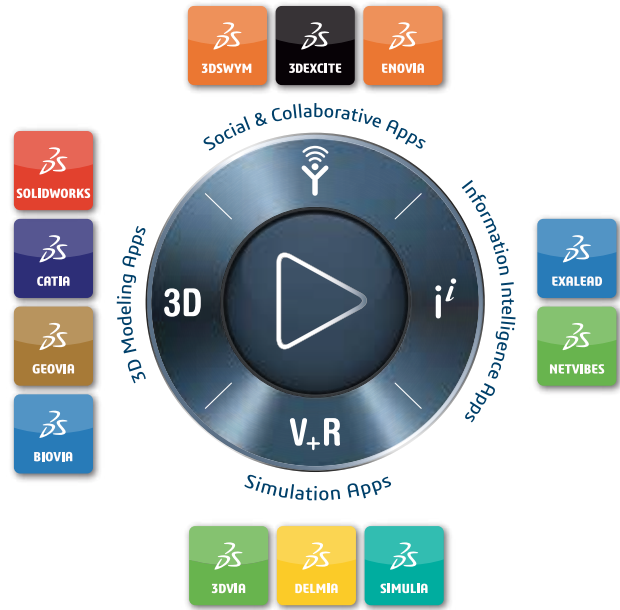 3DSWYM
3DEXCITE
ENOVIA
Social & Collaborative Apps
SOLIDWORKS
CATIA
GEOVIA
BIOVIA
3D Modeling Apps
3D
i i
Information Intelligence Apps
EXALEAD
NETVIBES
V+R
Simulation Apps
3DVIA
DELMIA
SIMULIA